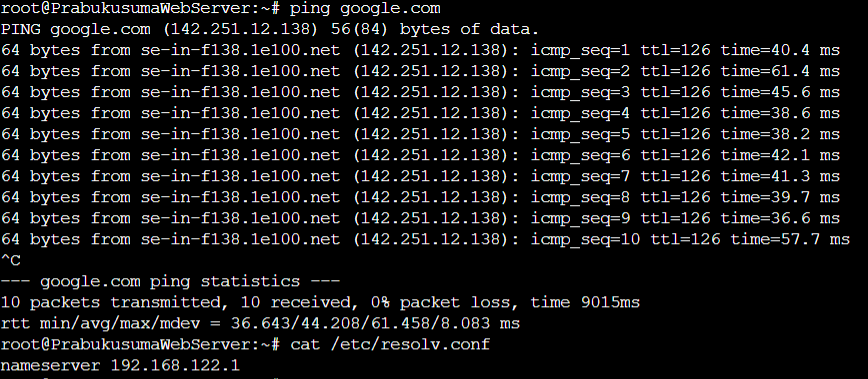 root@PrabukusumaWebServer:~# ping google.com
PING google.com (142.251.12.138) 56(84) bytes of data.
64 bytes from se-in-f138.1e100.net (142.251.12.138): icmp_seq=1 ttl=126 time=40.4 ms
64 bytes from se-in-f138.1e100.net (142.251.12.138): icmp_seq=2 ttl=126 time=61.4 ms
64 bytes from se-in-f138.1e100.net (142.251.12.138): icmp_seq=3 ttl=126 time=45.6 ms
64 bytes from se-in-f138.1e100.net (142.251.12.138): icmp_seq=4 ttl=126 time=38.6 ms
64 bytes from se-in-f138.1e100.net (142.251.12.138): icmp_seq=5 ttl=126 time=38.2 ms
64 bytes from se-in-f138.1e100.net (142.251.12.138): icmp_seq=6 ttl=126 time=42.1 ms
64 bytes from se-in-f138.1e100.net (142.251.12.138): icmp_seq=7 ttl=126 time=41.3 ms
64 bytes from se-in-f138.1e100.net (142.251.12.138): icmp_seq=8 ttl=126 time=39.7 ms
64 bytes from se-in-f138.1e100.net (142.251.12.138): icmp_seq=9 ttl=126 time=36.6 ms
64 bytes from se-in-f138.1e100.net (142.251.12.138): icmp_seq=10 ttl=126 time=57.7 ms
^C
--- google.com ping statistics ---
10 packets transmitted, 10 received, 0% packet loss, time 9015ms
rtt min/avg/max/mdev = 36.643/44.208/61.458/8.083 ms
root@PrabukusumaWebServer:~# cat /etc/resolv.conf
nameserver 192.168.122.1